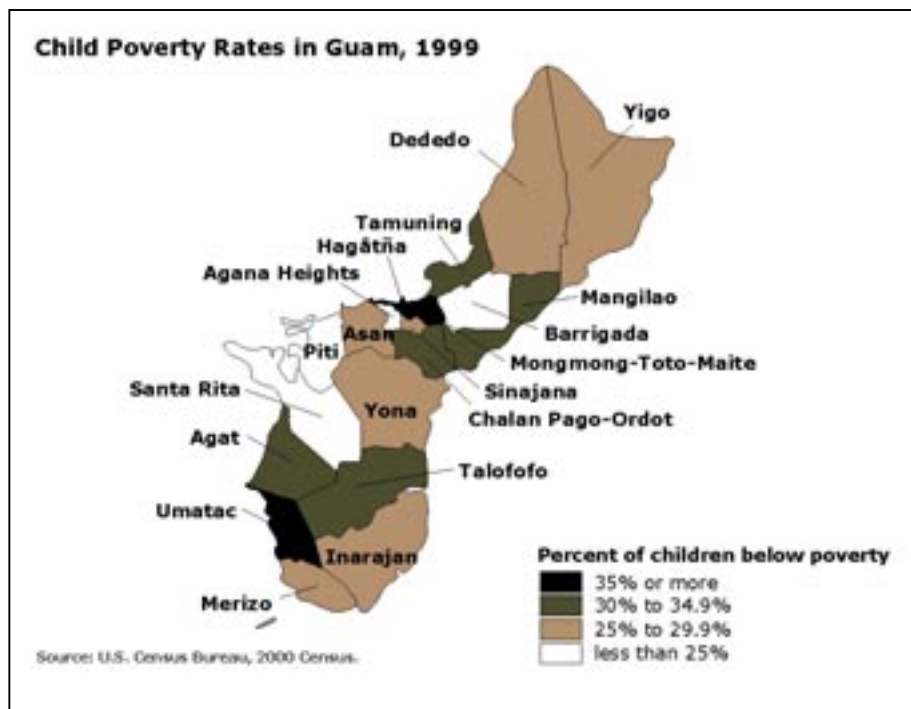 Child Poverty Rates in Guam, 1999
Yigo
Dededo
Tamuning
Hagåtña
Agana Heights
Mangilao
Asan
Barrigada
Piti
Mongmong-Toto-Maite
Sinajana
Santa Rita
Yona
Chalan Pago-Ordot
Agat
Talofofo
Umatac
Inarajan
Merizo
Percent of children below poverty
35% or more
30% to 34.9%
25% to 29.9%
less than 25%
Source: U.S. Census Bureau, 2000 Census.